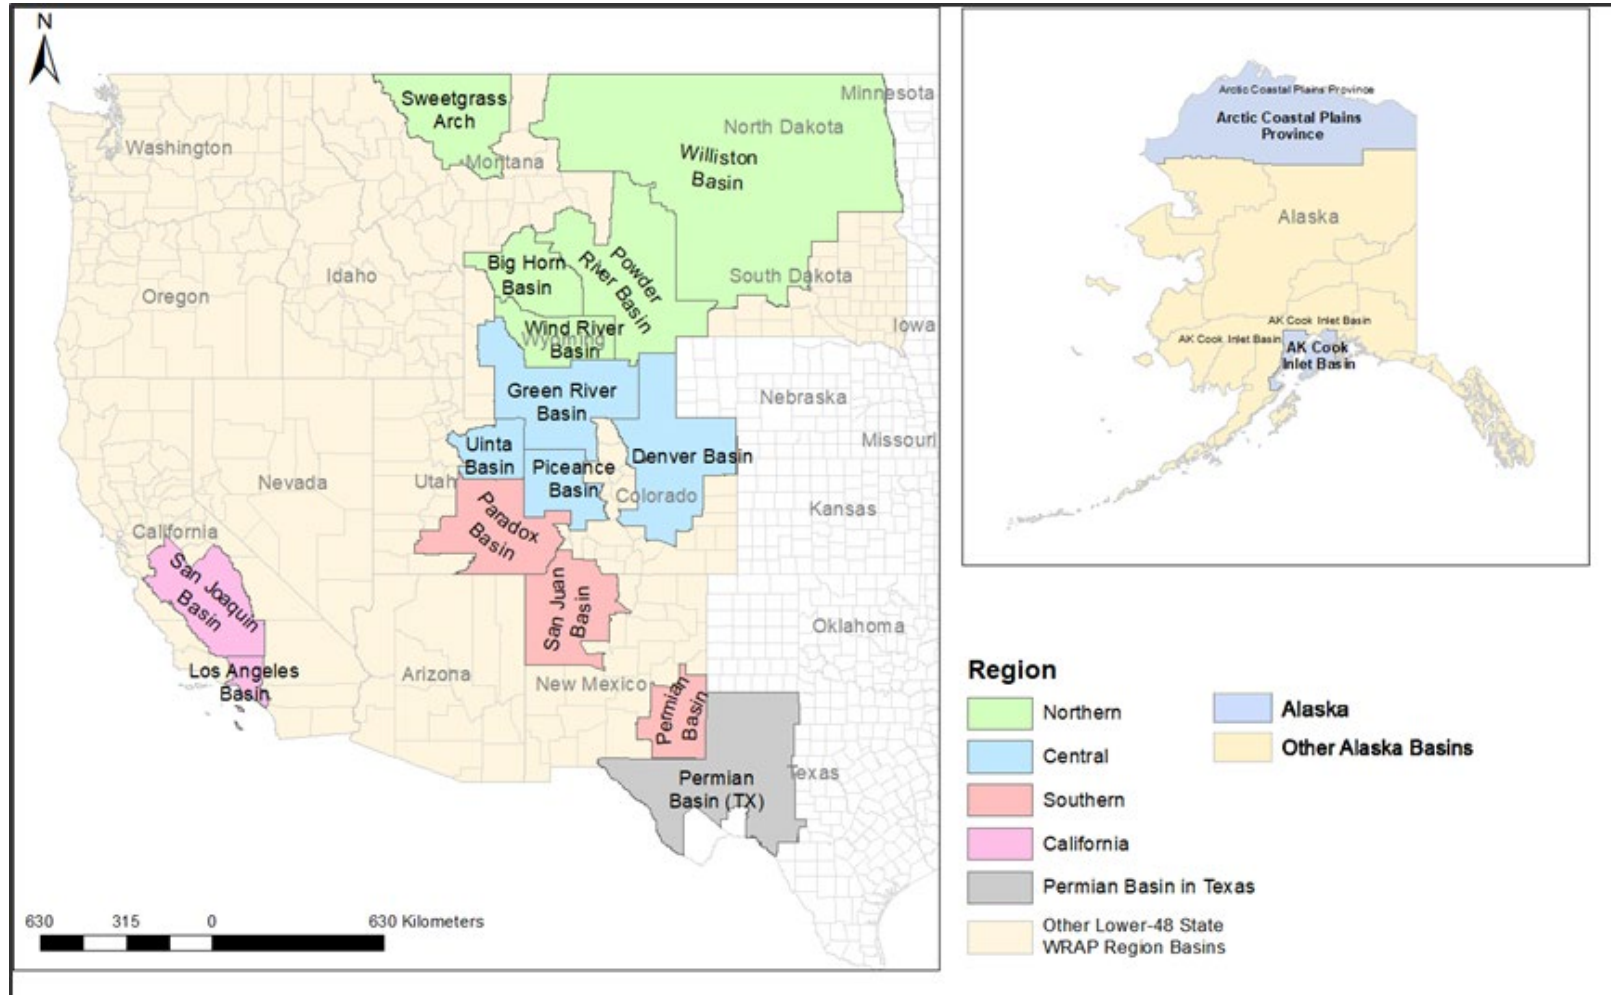 N
Sweetgrass
Arch
Minnesota
North Dakota
Washington
Montana
Williston
Basin
Idaho
Oregon
Big Horn
Basin
Powder
River Basin
South Dakota
Iowa
Wind River
Basin
Wyoming
Green River
Basin
Nebraska
Missouri
Uinta
Basin
Piceance
Basin
Denver Basin
Colorado
Nevada
Utah
Kansas
Paradox
Basin
California
San Joaquin
Basin
San Juan
Basin
Oklahoma
Los Angeles
Basin
Arizona
New Mexico
Permian
Basin
Permian
Basin (TX)
Texas
630 315 0 630 Kilometers
Arctic Coastal Plains Province
Arctic Coastal Plains
Province
Alaska
AK Cook Inlet Basin
AK Cook Inlet Basin
AK Cook
Inlet Basin
Region
Northern
Central
Southern
California
Permian Basin in Texas
Other Lower-48 State
WRAP Region Basins
Alaska
Other Alaska Basins